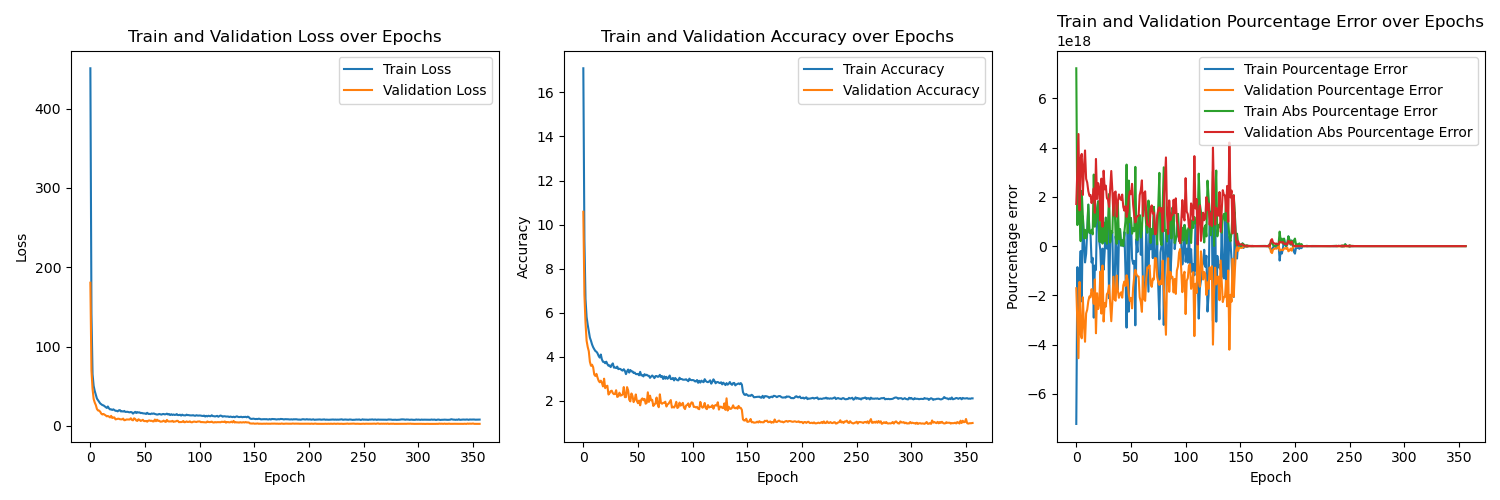 Train and Validation Loss over Epochs
Train Loss
Validation Loss
Loss
400
300
200
100
0
0 50 100 150 200 250 300 350
Epoch
Train and Validation Accuracy over Epochs
Train Accuracy
Validation Accuracy
Accuracy
16
14
12
10
8
6
4
2
0 50 100 150 200 250 300 350
Epoch
Train and Validation Pourcentage Error over Epochs
1e18
Train Pourcentage Error
Validation Pourcentage Error
Train Abs Pourcentage Error
Validation Abs Pourcentage Error
Pourcentage error
6
4
2
0
−2
−4
−6
0 50 100 150 200 250 300 350
Epoch